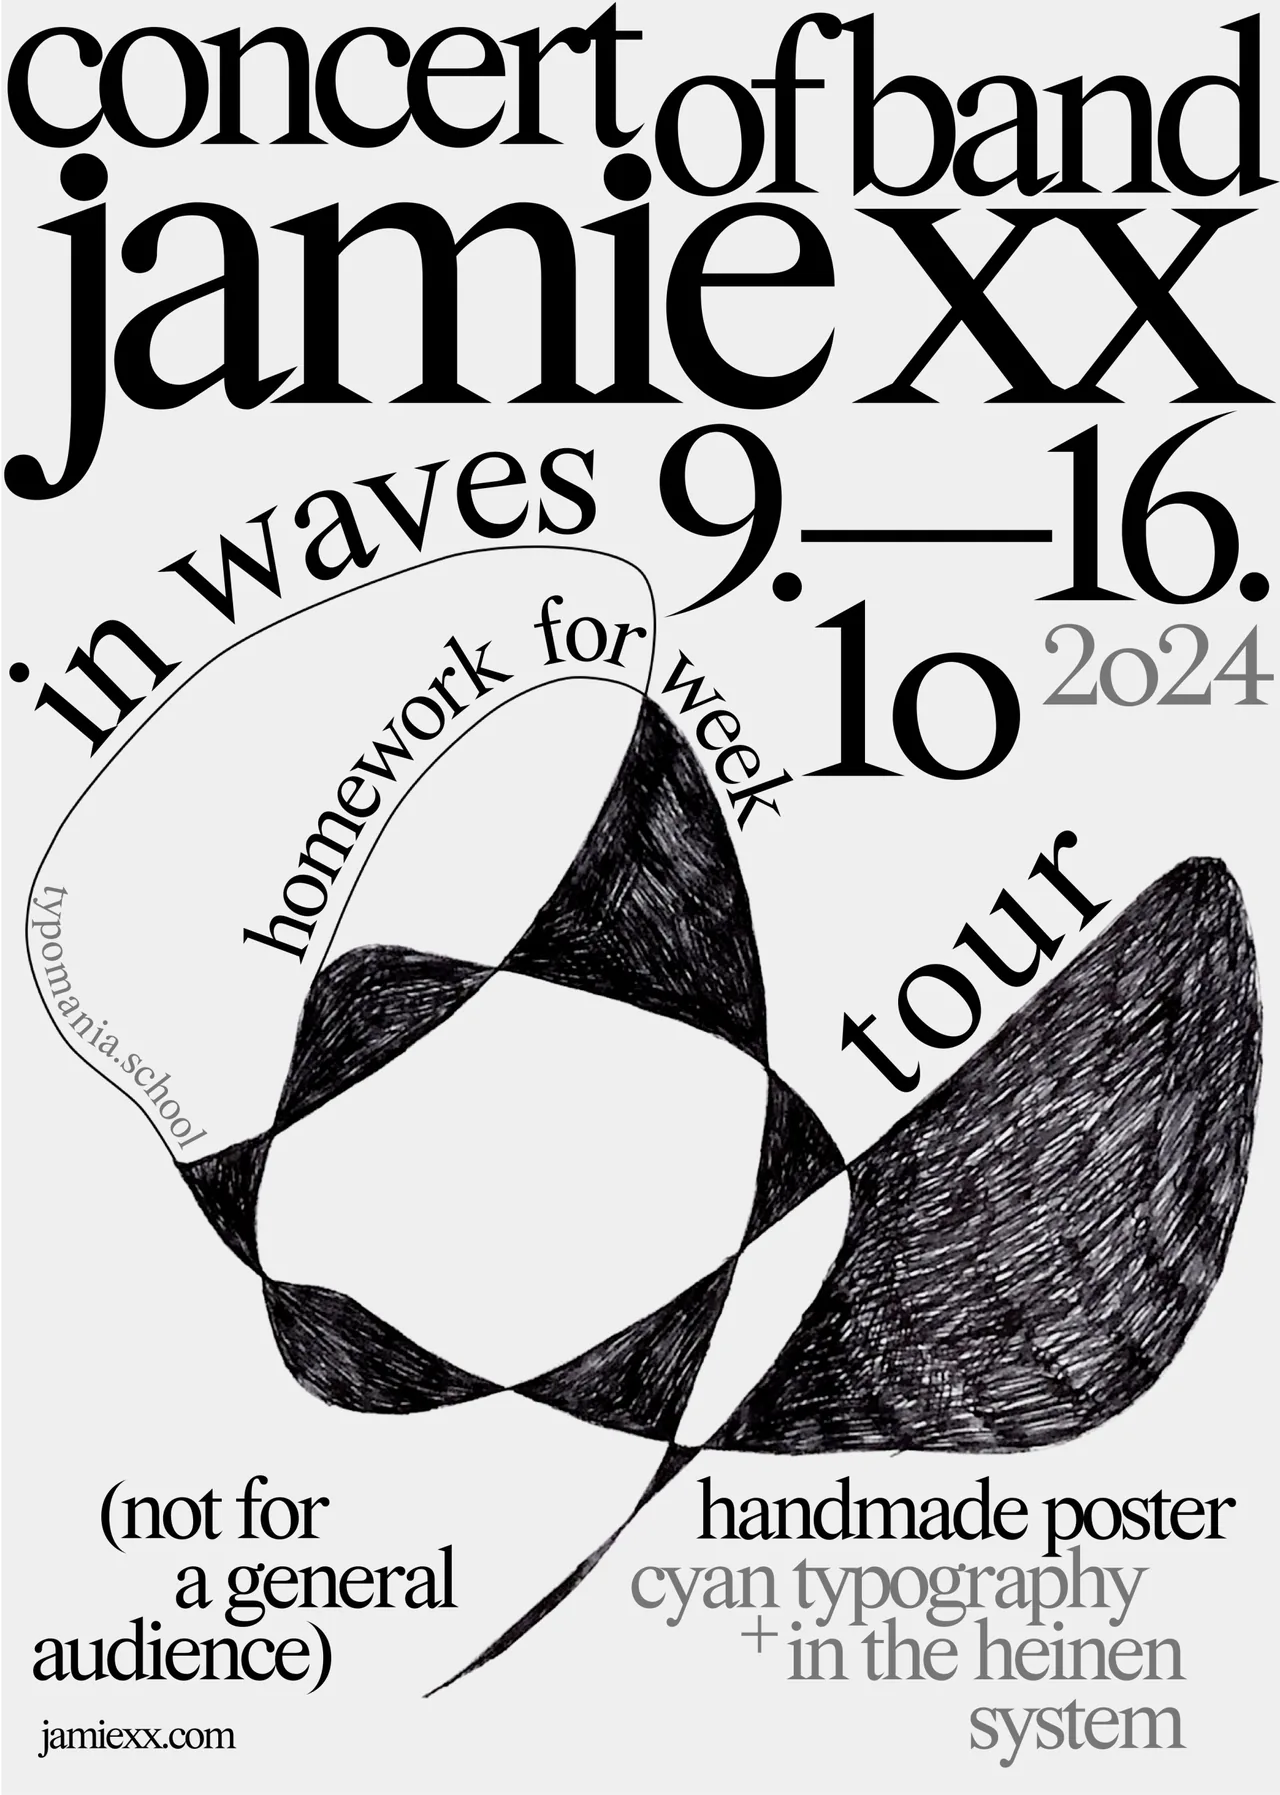 concert of band
jamie xx
in waves
9.—16.
10
2024
homework for week
typomania.school
tour
(not for
a general
audience)
jamiexx.com
handmade poster
cyan typography
+ in the heinen
system